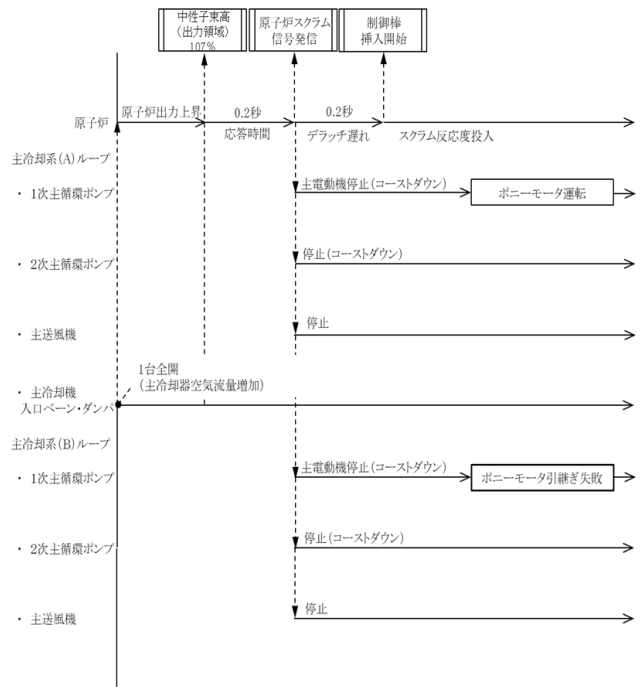 中性子束高
（出力領域）
107%
原子炉スクラム
信号発信
制御棒
挿入開始
原子炉出力上昇
0.2秒
0.2秒
原子炉
応答時間
デラッチ遅れ
スクラム反応度投入
主冷却系(A)ループ
・ 1次主循環ポンプ
主電動機停止(コーストダウン)
ポニーモータ運転
・ 2次主循環ポンプ
停止(コーストダウン)
・ 主送風機
停止
1台全開
(主冷却器空気流量増加)
・ 主冷却機
入口ベーン・ダンパ
主冷却系(B)ループ
・ 1次主循環ポンプ
主電動機停止(コーストダウン)
ポニーモータ引継ぎ失敗
・ 2次主循環ポンプ
停止(コーストダウン)
・ 主送風機
停止